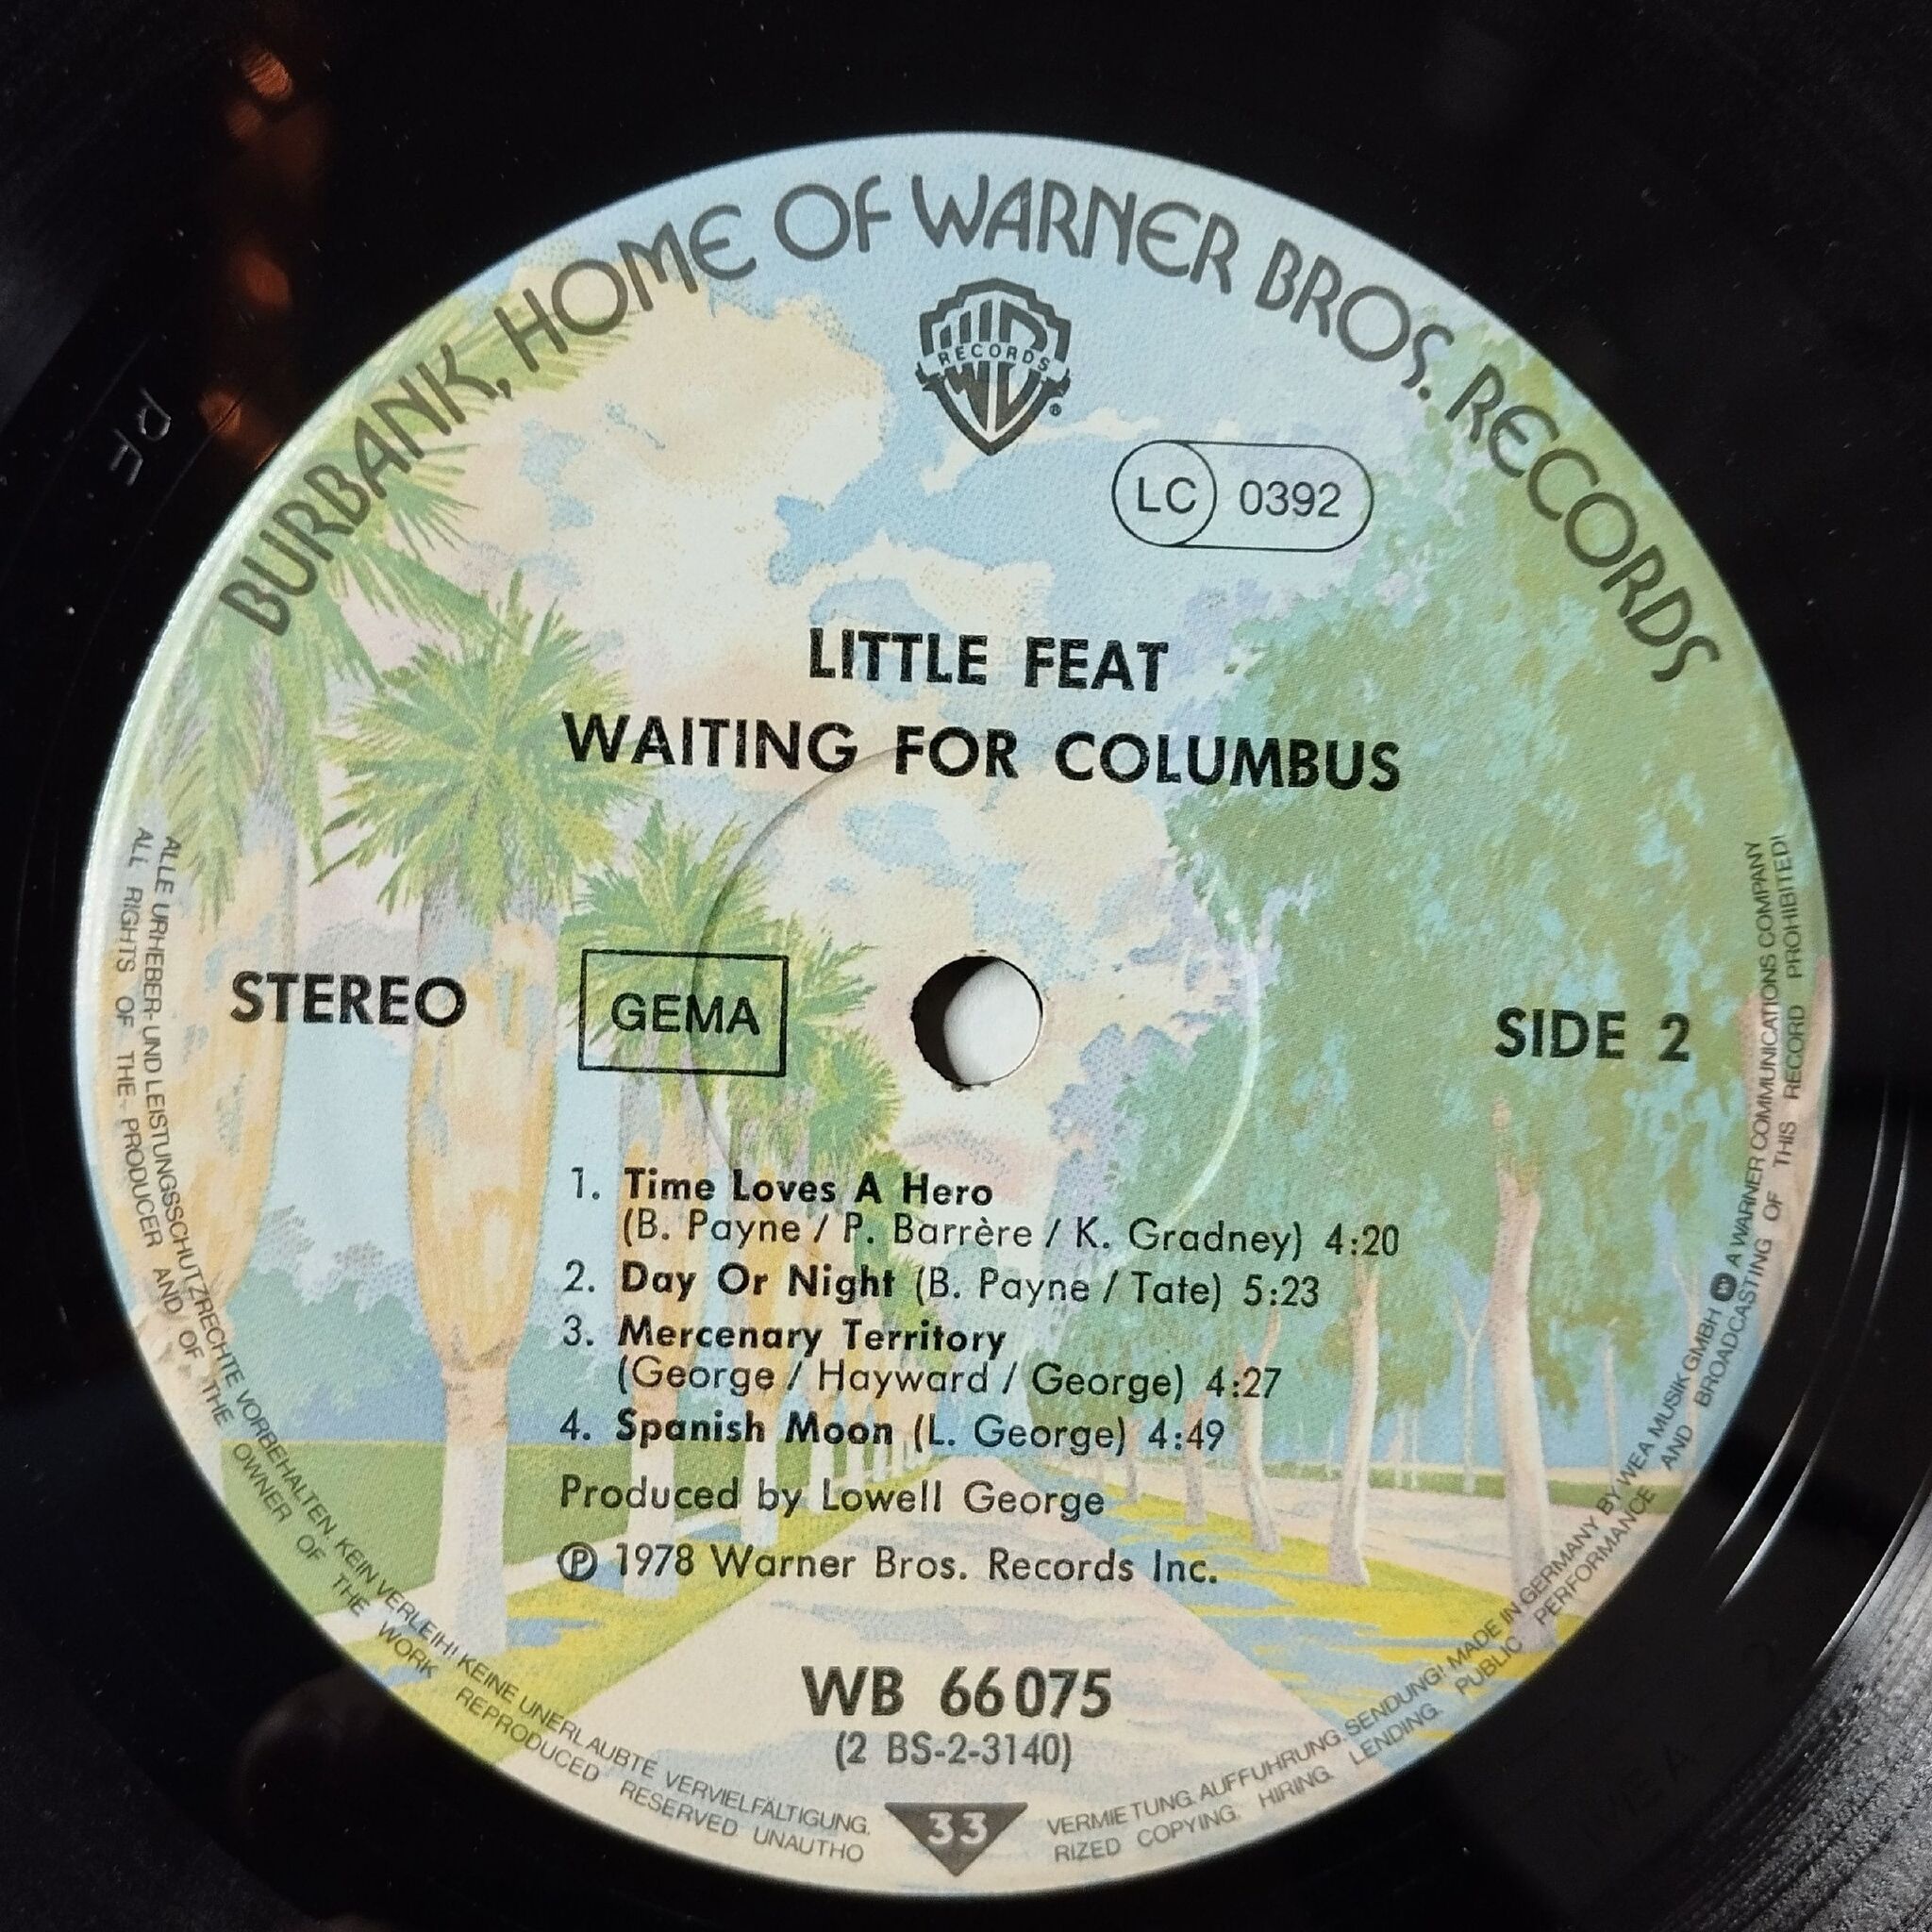 BURBANK, HOME OF WARNER BROS. RECORDS
RECORDS
®
LC 0392
LITTLE FEAT
WAITING FOR COLUMBUS
STEREO
GEMA
SIDE 2
1. Time Loves A Hero
(B. Payne / P. Barrère / K. Gradney) 4:20
2. Day Or Night (B. Payne / Tate) 5:23
3. Mercenary Territory
(George / Hayward / George) 4:27
4. Spanish Moon (L. George) 4:49
Produced by Lowell George
℗ 1978 Warner Bros. Records Inc.
WB 66 075
(2 BS-2-3140)
33
ALLE URHEBER- UND LEISTUNGSSCHUTZRECHTE VORBEHALTEN. KEIN VERLEIH! KEINE UNERLAUBTE VERVIELFÄLTIGUNG. VERMIETUNG. AUFFUHRUNG. SENDUNG! MADE IN GERMANY BY WEA MUSIK GMBH A WARNER COMMUNICATIONS COMPANY
ALL RIGHTS OF THE PRODUCER AND OF THE OWNER OF THE WORK REPRODUCED RESERVED UNAUTHO RIZED COPYING. HIRING. LENDING. PUBLIC PERFORMANCE AND BROADCASTING OF THIS RECORD PROHIBITED!